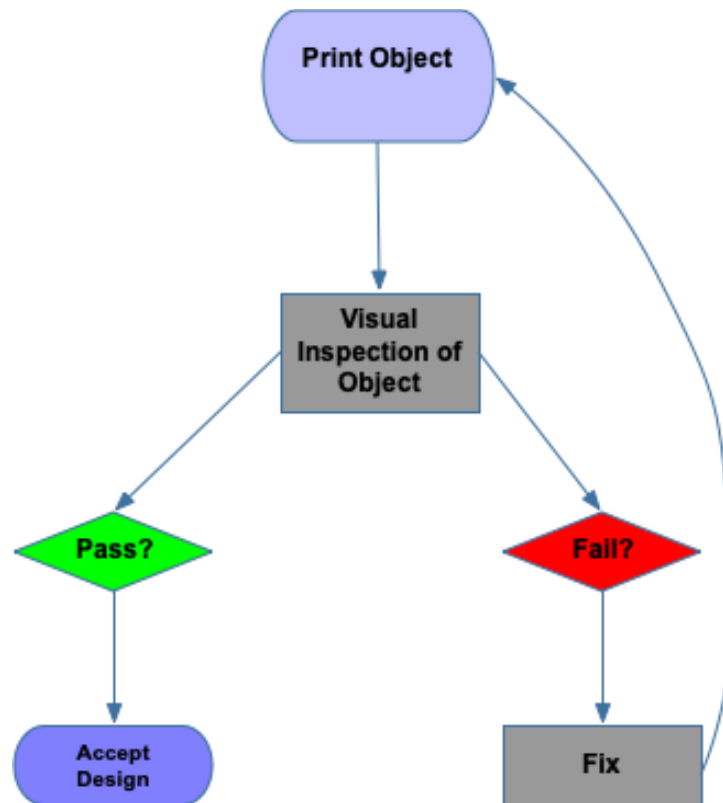 Print Object
Visual
Inspection of
Object
Pass?
Fail?
Accept
Design
Fix